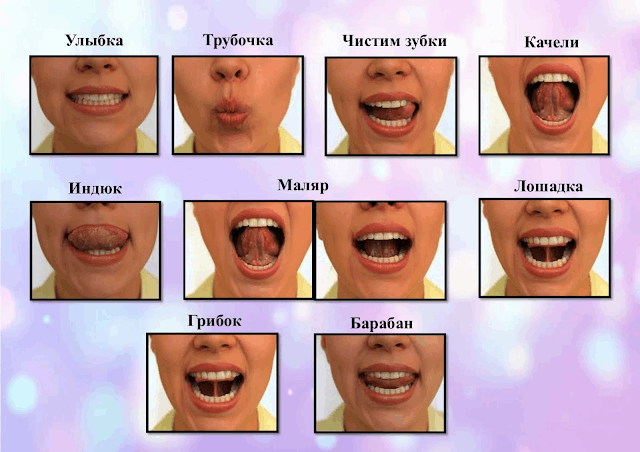 Улыбка
Трубочка
Чистим зубки
Качели
Индюк
Маляр
Лошадка
Грибок
Барабан